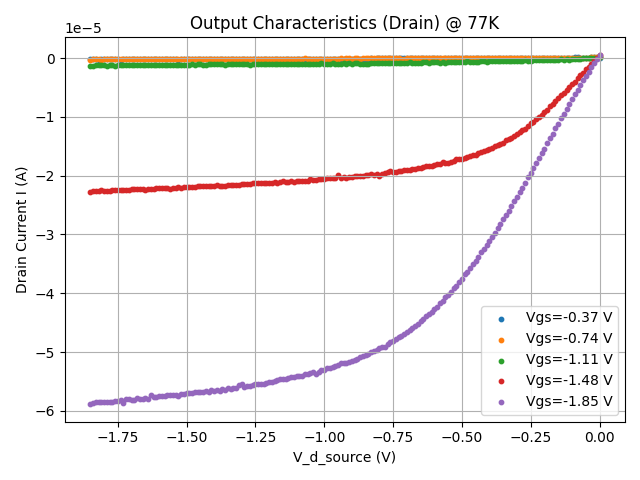 Output Characteristics (Drain) @ 77K
1e−5
0
−1
−2
−3
−4
−5
−6
Drain Current I (A)
−1.75
−1.50
−1.25
−1.00
−0.75
−0.50
−0.25
0.00
V_d_source (V)
Vgs=-0.37 V
Vgs=-0.74 V
Vgs=-1.11 V
Vgs=-1.48 V
Vgs=-1.85 V